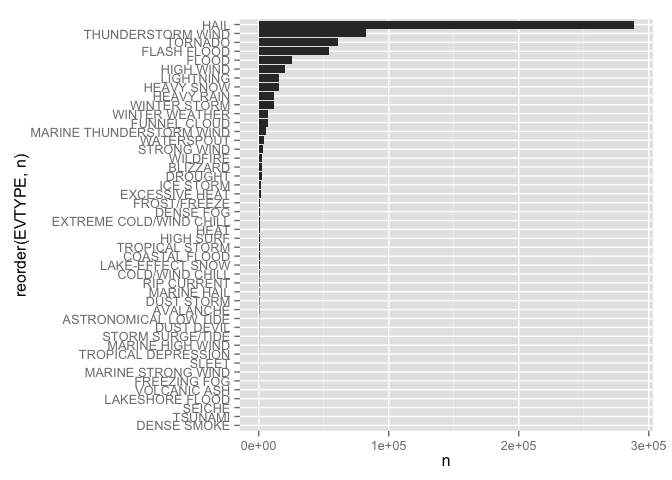 HAIL
THUNDERSTORM WIND
TORNADO
FLASH FLOOD
FLOOD
HIGH WIND
LIGHTNING
HEAVY SNOW
HEAVY RAIN
WINTER STORM
WINTER WEATHER
FUNNEL CLOUD
MARINE THUNDERSTORM WIND
WATERSPOUT
STRONG WIND
WILDFIRE
BLIZZARD
DROUGHT
ICE STORM
EXCESSIVE HEAT
FROST/FREEZE
DENSE FOG
EXTREME COLD/WIND CHILL
HEAT
HIGH SURF
TROPICAL STORM
COASTAL FLOOD
LAKE-EFFECT SNOW
COLD/WIND CHILL
RIP CURRENT
MARINE HAIL
DUST STORM
AVALANCHE
ASTRONOMICAL LOW TIDE
DUST DEVIL
STORM SURGE/TIDE
MARINE HIGH WIND
TROPICAL DEPRESSION
SLEET
MARINE STRONG WIND
FREEZING FOG
VOLCANIC ASH
LAKESHORE FLOOD
SEICHE
TSUNAMI
DENSE SMOKE
reorder(EVTYPE, n)
0e+00 1e+05 2e+05 3e+05
n